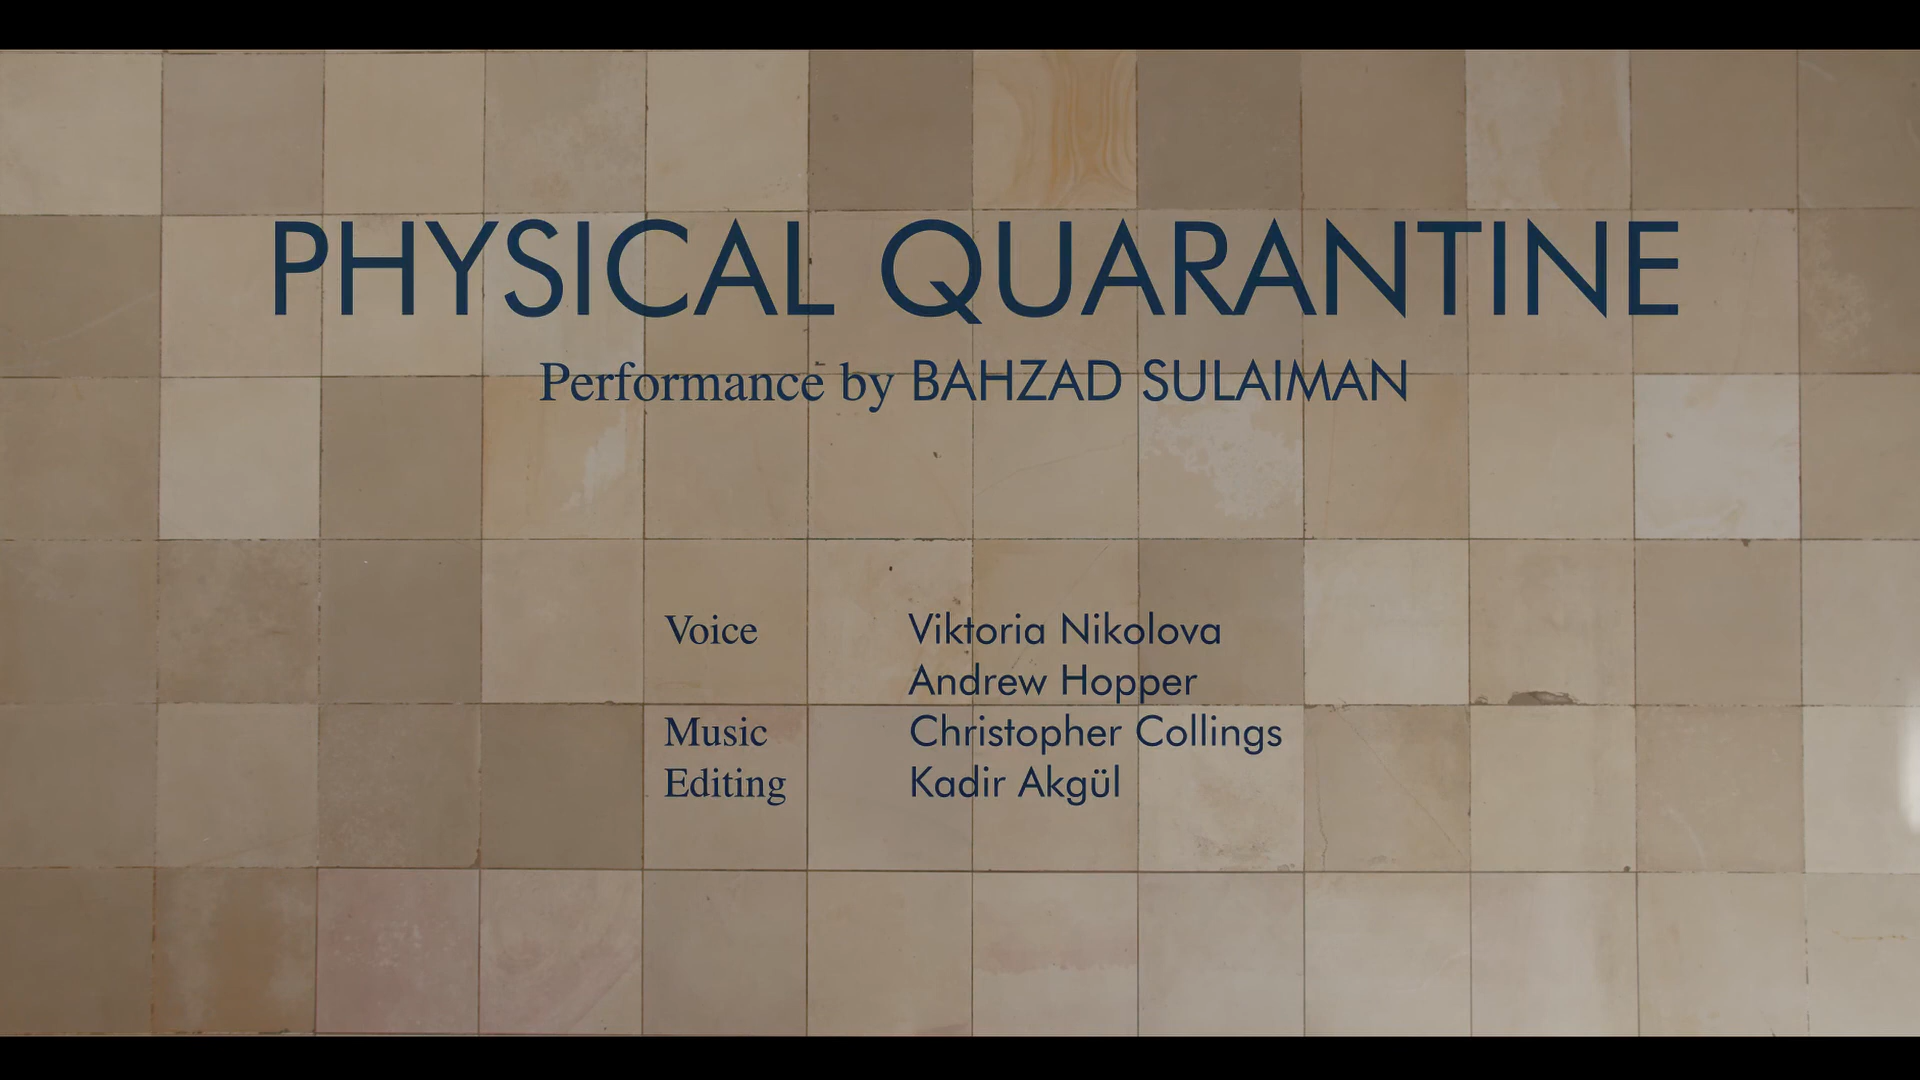 PHYSICAL QUARANTINE
Performance by BAHZAD SULAIMAN
Voice Viktoria Nikolova
Andrew Hopper
Music Christopher Collings
Editing Kadir Akgül